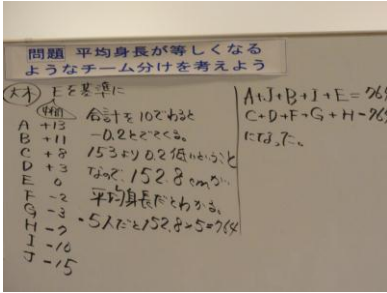 問題 平均身長が等しくなる
ようなチーム分けを考えよう
Eを基準に
A +13
B +11
C +8
D +3
E 0
F -2
G -3
H -7
I -10
J -15
合計を10でわると
-0.2とでてくる。
153より0.2低いということ
なので、152.8cmが、
平均身長だとわかる。
・5人だと152.8×5=764
A+J+B+I+E=764
C+D+F+G+H=764
になった。